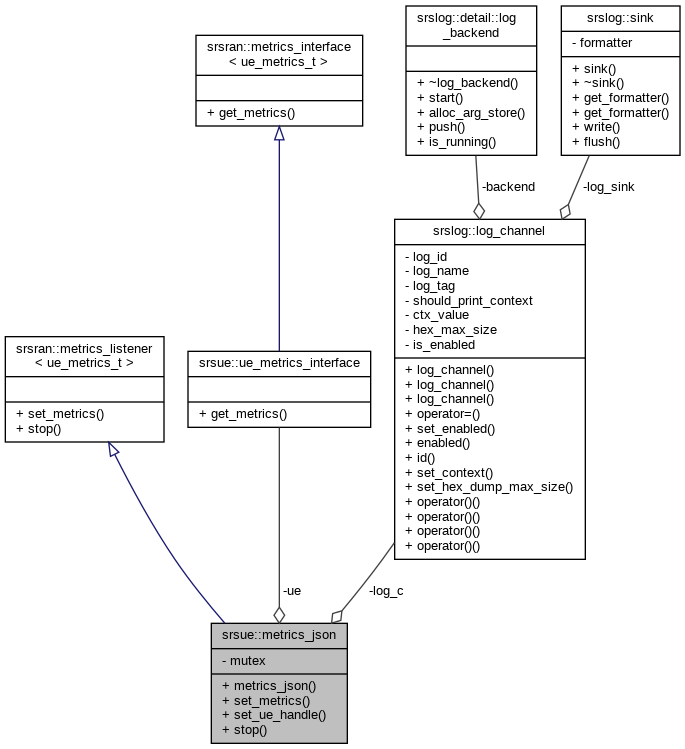 srslog::detail::log
_backend
+ ~log_backend()
+ start()
+ alloc_arg_store()
+ push()
+ is_running()
srslog::sink
- formatter
+ sink()
+ ~sink()
+ get_formatter()
+ get_formatter()
+ write()
+ flush()
srsran::metrics_interface
< ue_metrics_t >
+ get_metrics()
-backend
-log_sink
srslog::log_channel
- log_id
- log_name
- log_tag
- should_print_context
- ctx_value
- hex_max_size
- is_enabled
+ log_channel()
+ log_channel()
+ log_channel()
+ operator=()
+ set_enabled()
+ enabled()
+ id()
+ set_context()
+ set_hex_dump_max_size()
+ operator()()
+ operator()()
+ operator()()
+ operator()()
srsran::metrics_listener
< ue_metrics_t >
+ set_metrics()
+ stop()
srsue::ue_metrics_interface
+ get_metrics()
-ue
-log_c
srsue::metrics_json
- mutex
+ metrics_json()
+ set_metrics()
+ set_ue_handle()
+ stop()